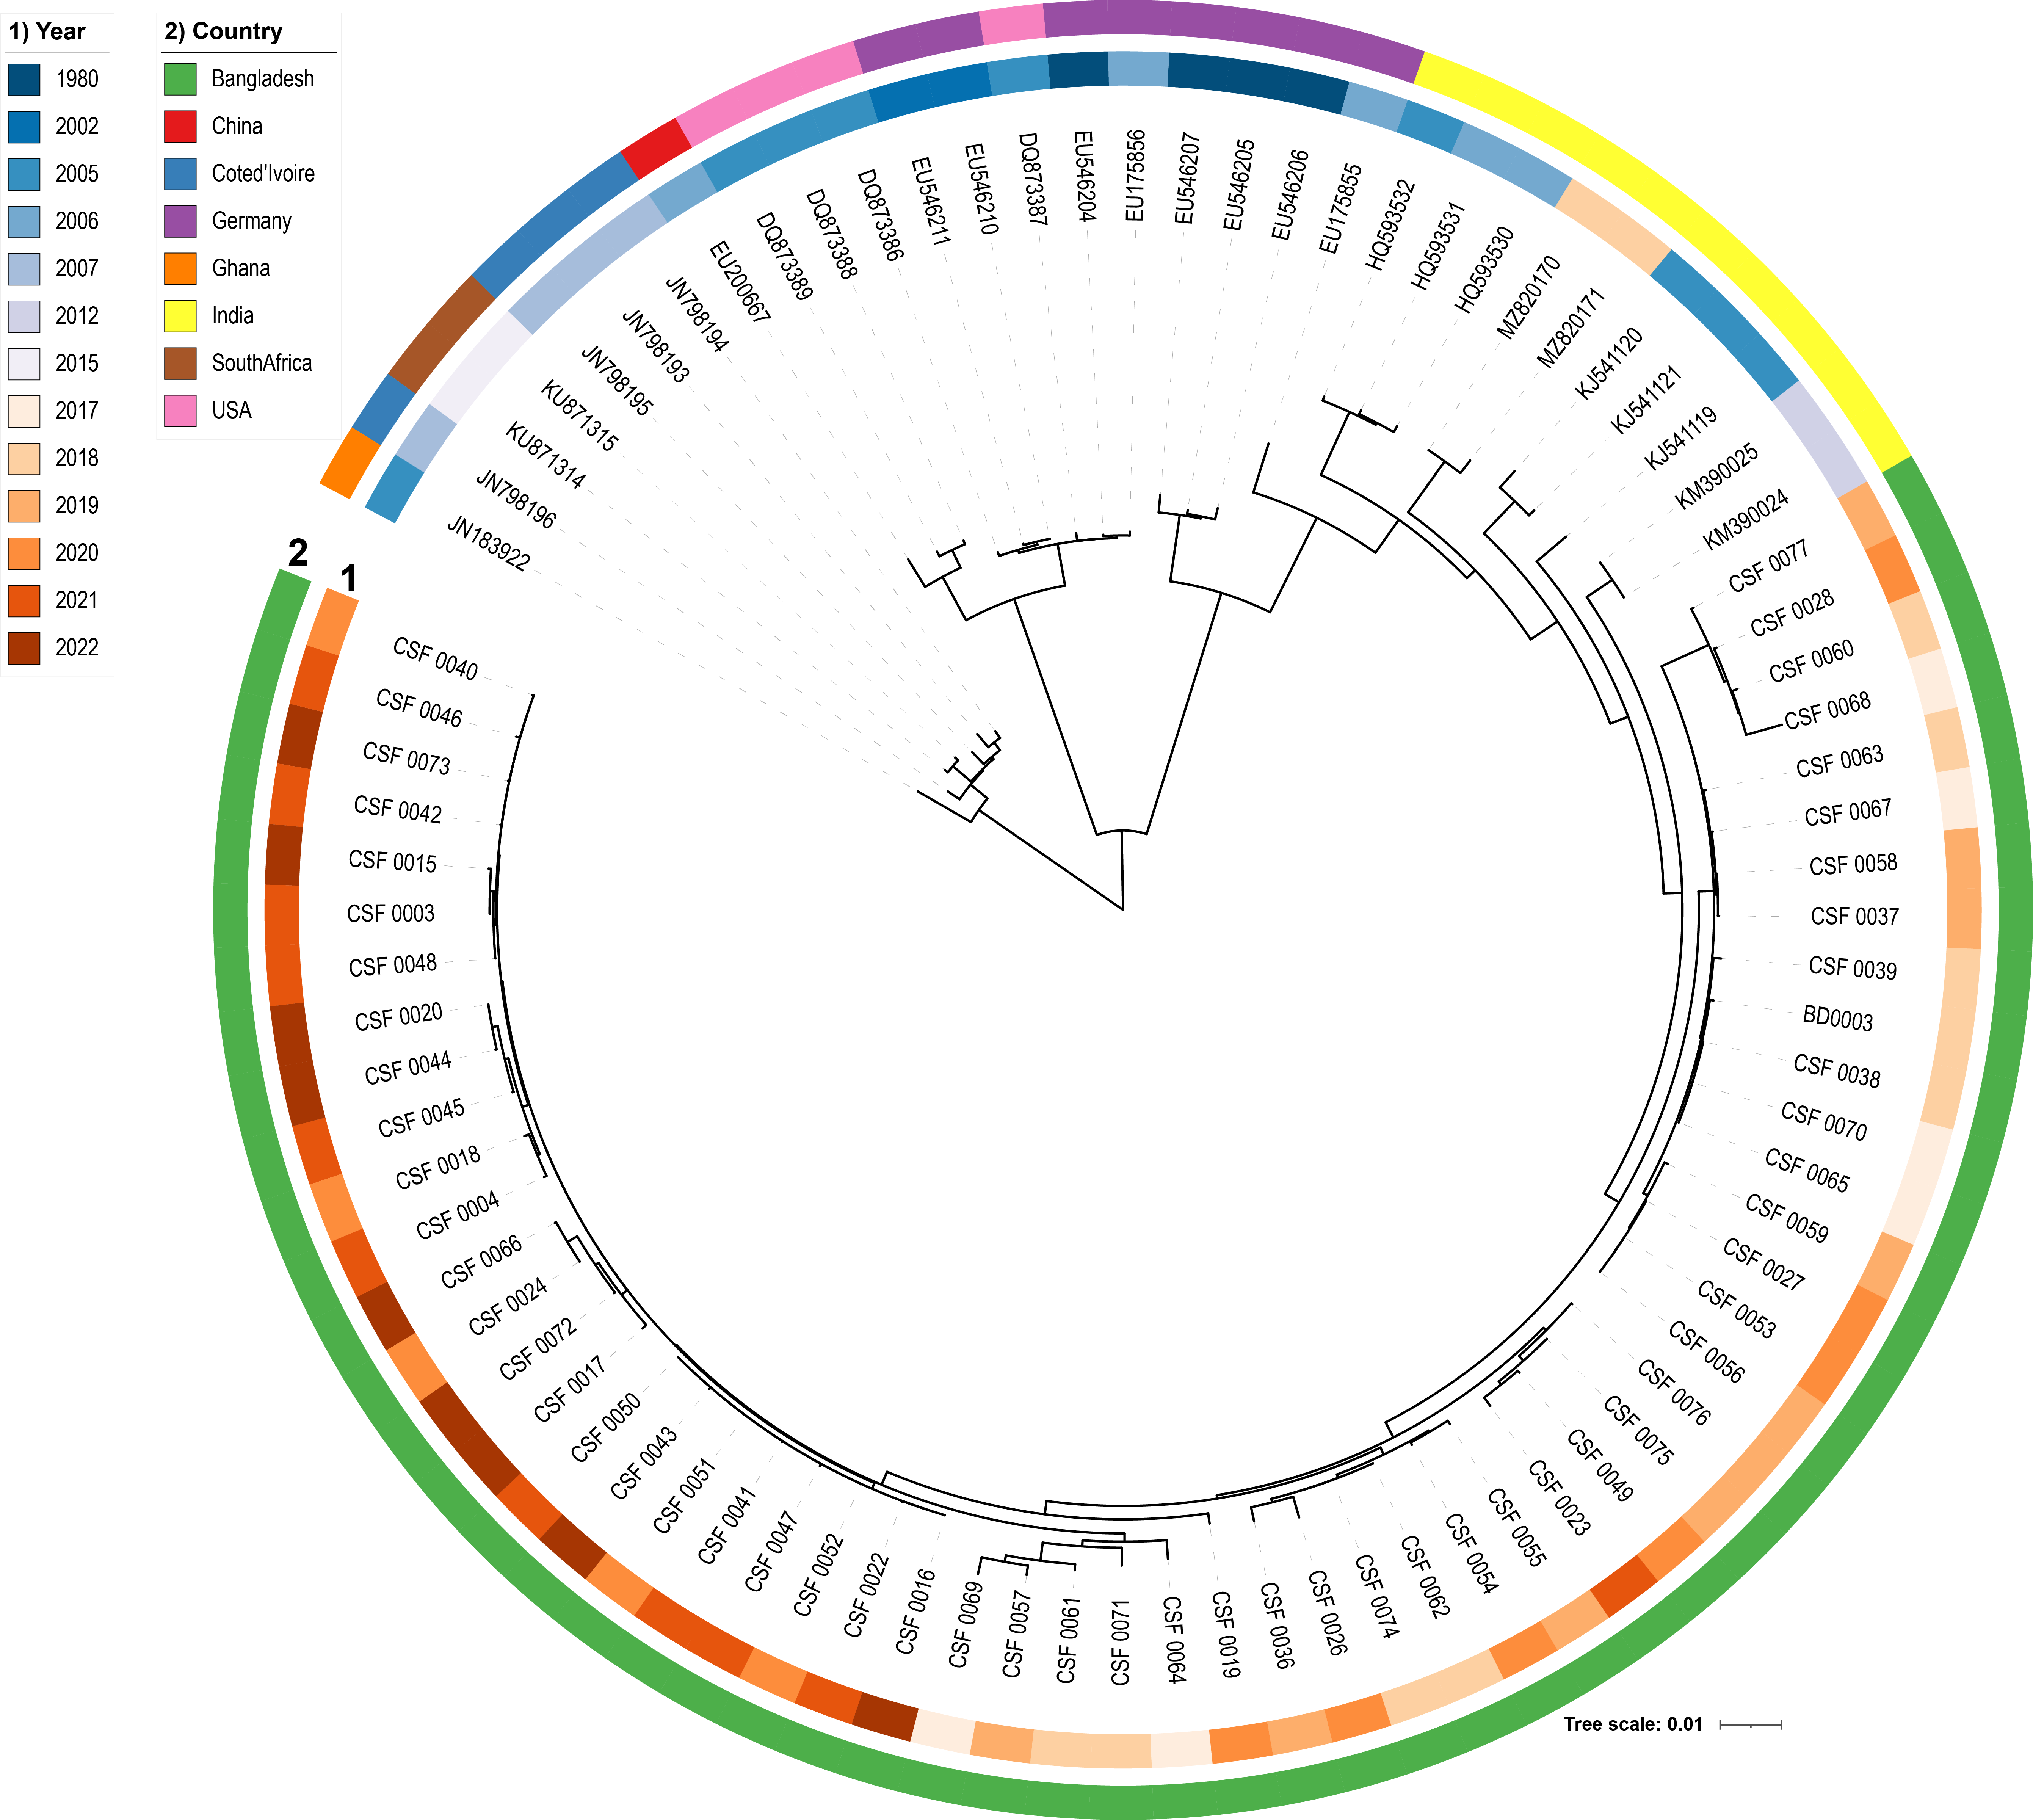 1) Year
1980
2002
2005
2006
2007
2012
2015
2017
2018
2019
2020
2021
2022
2) Country
Bangladesh
China
Coted'Ivoire
Germany
Ghana
India
SouthAfrica
USA
2
1
JN183922
JN798196
KU871314
KU871315
JN798195
JN798193
JN798194
EU200667
DQ873389
DQ873388
DQ873386
EU546211
EU546210
DQ873387
EU546204
EU175856
EU546207
EU546205
EU546206
EU175855
HQ593532
HQ593531
HQ593530
MZ820170
MZ820171
KJ541120
KJ541121
KJ541119
KM390025
KM390024
CSF 0077
CSF 0028
CSF 0060
CSF 0068
CSF 0063
CSF 0067
CSF 0058
CSF 0037
CSF 0039
BD0003
CSF 0038
CSF 0070
CSF 0065
CSF 0059
CSF 0027
CSF 0053
CSF 0056
CSF 0076
CSF 0075
CSF 0049
CSF 0023
CSF 0055
CSF 0054
CSF 0062
CSF 0074
CSF 0026
CSF 0036
CSF 0019
CSF 0064
CSF 0071
CSF 0061
CSF 0057
CSF 0069
CSF 0016
CSF 0022
CSF 0052
CSF 0047
CSF 0041
CSF 0051
CSF 0043
CSF 0050
CSF 0017
CSF 0072
CSF 0024
CSF 0066
CSF 0004
CSF 0018
CSF 0045
CSF 0044
CSF 0020
CSF 0048
CSF 0003
CSF 0015
CSF 0042
CSF 0073
CSF 0046
CSF 0040
Tree scale: 0.01